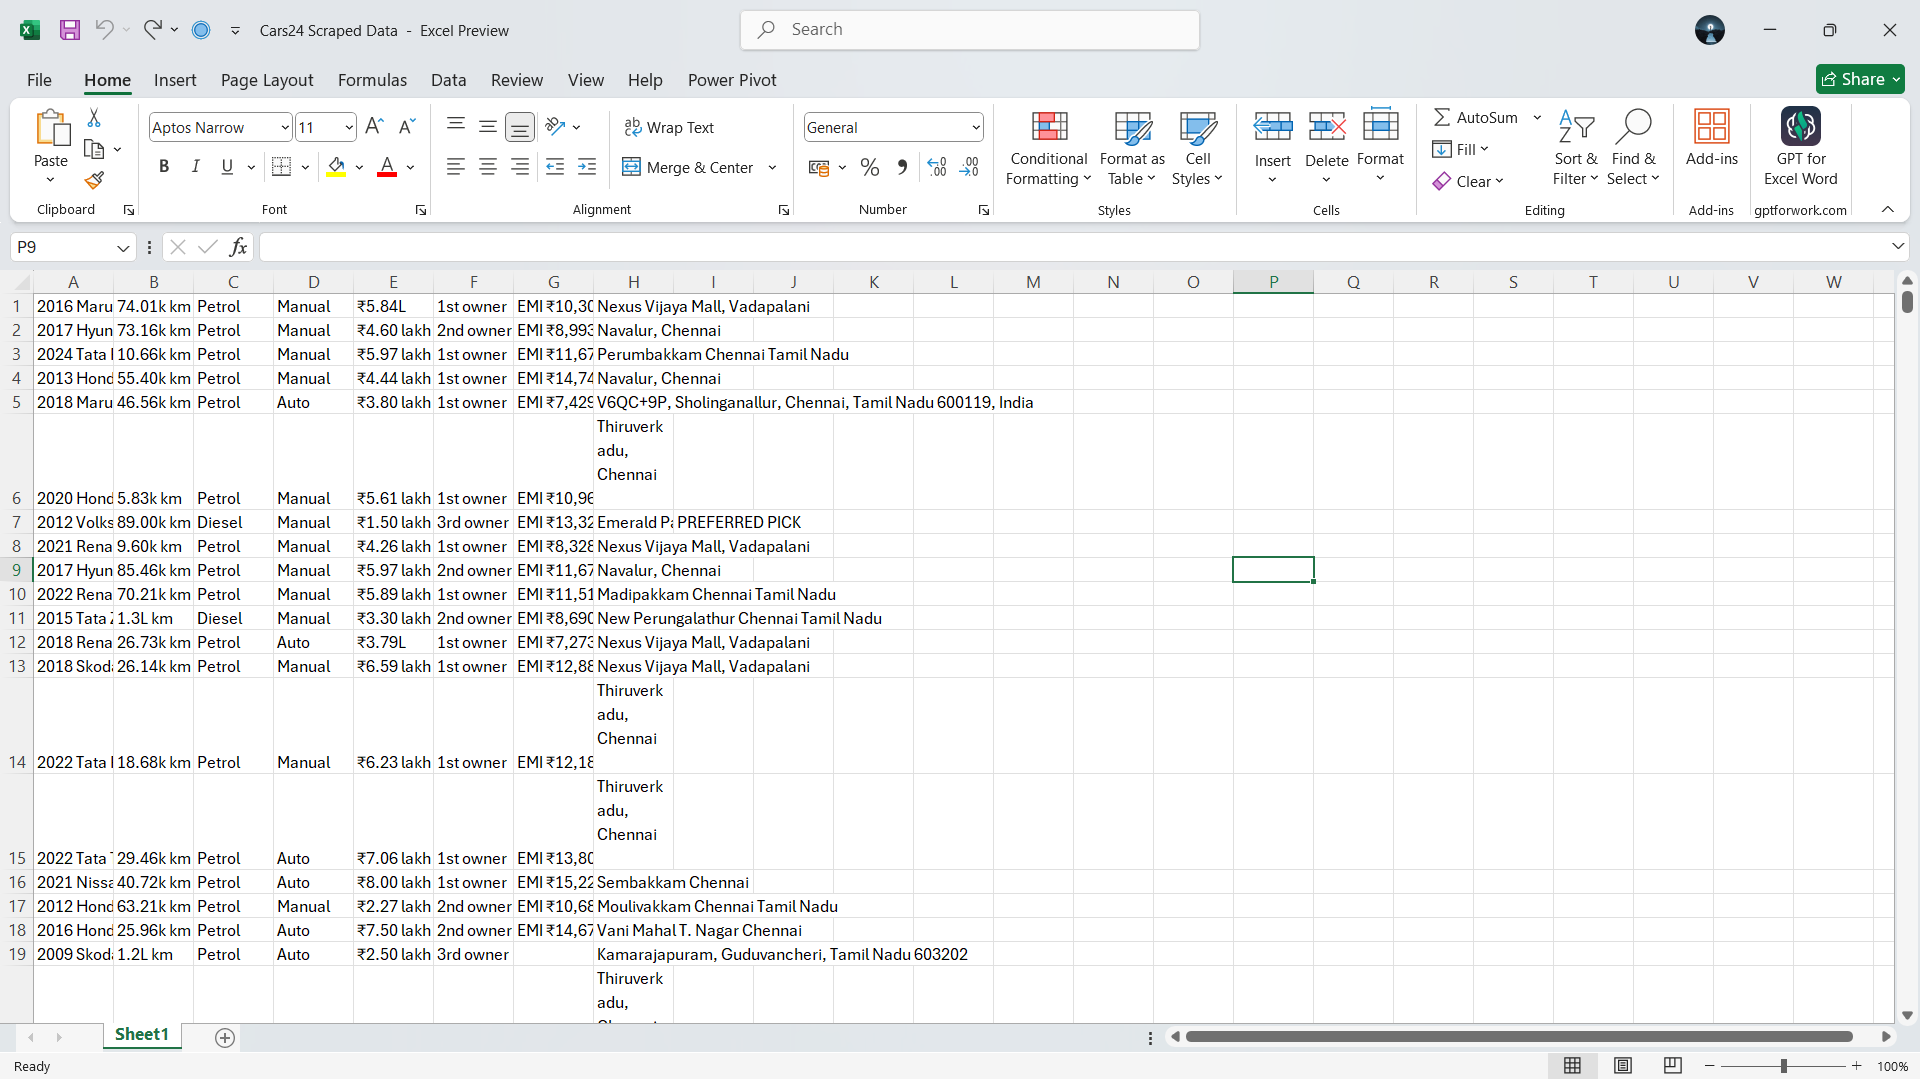 Cars24 Scraped Data - Excel Preview
Search
File Home Insert Page Layout Formulas Data Review View Help Power Pivot
Share
Paste
Clipboard
Aptos Narrow 11
B I U
Font
Wrap Text
Merge & Center
Alignment
General
Number
Conditional Formatting
Format as Table
Cell Styles
Styles
Insert Delete Format
Cells
AutoSum
Fill
Clear
Sort & Filter
Find & Select
Editing
Add-ins
Add-ins
GPT for Excel Word
gptforwork.com
P9
fx
A B C D E F G H I J K L M N O P Q R S T U V W
1 2016 Maru 74.01k km Petrol Manual ₹5.84L 1st owner EMI ₹10,30 Nexus Vijaya Mall, Vadapalani
2 2017 Hyun 73.16k km Petrol Manual ₹4.60 lakh 2nd owner EMI ₹8,993 Navalur, Chennai
3 2024 Tata 10.66k km Petrol Manual ₹5.97 lakh 1st owner EMI ₹11,67 Perumbakkam Chennai Tamil Nadu
4 2013 Hond 55.40k km Petrol Manual ₹4.44 lakh 1st owner EMI ₹14,74 Navalur, Chennai
5 2018 Maru 46.56k km Petrol Auto ₹3.80 lakh 1st owner EMI ₹7,429 V6QC+9P, Sholinganallur, Chennai, Tamil Nadu 600119, India
Thiruverk
adu,
Chennai
6 2020 Hond 5.83k km Petrol Manual ₹5.61 lakh 1st owner EMI ₹10,96
7 2012 Volks 89.00k km Diesel Manual ₹1.50 lakh 3rd owner EMI ₹13,32 Emerald PREFERRED PICK
8 2021 Rena 9.60k km Petrol Manual ₹4.26 lakh 1st owner EMI ₹8,328 Nexus Vijaya Mall, Vadapalani
9 2017 Hyun 85.46k km Petrol Manual ₹5.97 lakh 2nd owner EMI ₹11,67 Navalur, Chennai
10 2022 Rena 70.21k km Petrol Manual ₹5.89 lakh 1st owner EMI ₹11,51 Madipakkam Chennai Tamil Nadu
11 2015 Tata 1.3L km Diesel Manual ₹3.30 lakh 2nd owner EMI ₹8,690 New Perungalathur Chennai Tamil Nadu
12 2018 Rena 26.73k km Petrol Auto ₹3.79L 1st owner EMI ₹7,273 Nexus Vijaya Mall, Vadapalani
13 2018 Skod 26.14k km Petrol Manual ₹6.59 lakh 1st owner EMI ₹12,88 Nexus Vijaya Mall, Vadapalani
Thiruverk
adu,
Chennai
14 2022 Tata 18.68k km Petrol Manual ₹6.23 lakh 1st owner EMI ₹12,18
Thiruverk
adu,
Chennai
15 2022 Tata 29.46k km Petrol Auto ₹7.06 lakh 1st owner EMI ₹13,80
16 2021 Niss 40.72k km Petrol Auto ₹8.00 lakh 1st owner EMI ₹15,22 Sembakkam Chennai
17 2012 Hond 63.21k km Petrol Manual ₹2.27 lakh 2nd owner EMI ₹10,68 Moulivakkam Chennai Tamil Nadu
18 2016 Hond 25.96k km Petrol Auto ₹7.50 lakh 2nd owner EMI ₹14,67 Vani Mahal T. Nagar Chennai
19 2009 Skod 1.2L km Petrol Auto ₹2.50 lakh 3rd owner Kamarajapuram, Guduvancheri, Tamil Nadu 603202
Thiruverk
adu,
Sheet1
Ready
100%